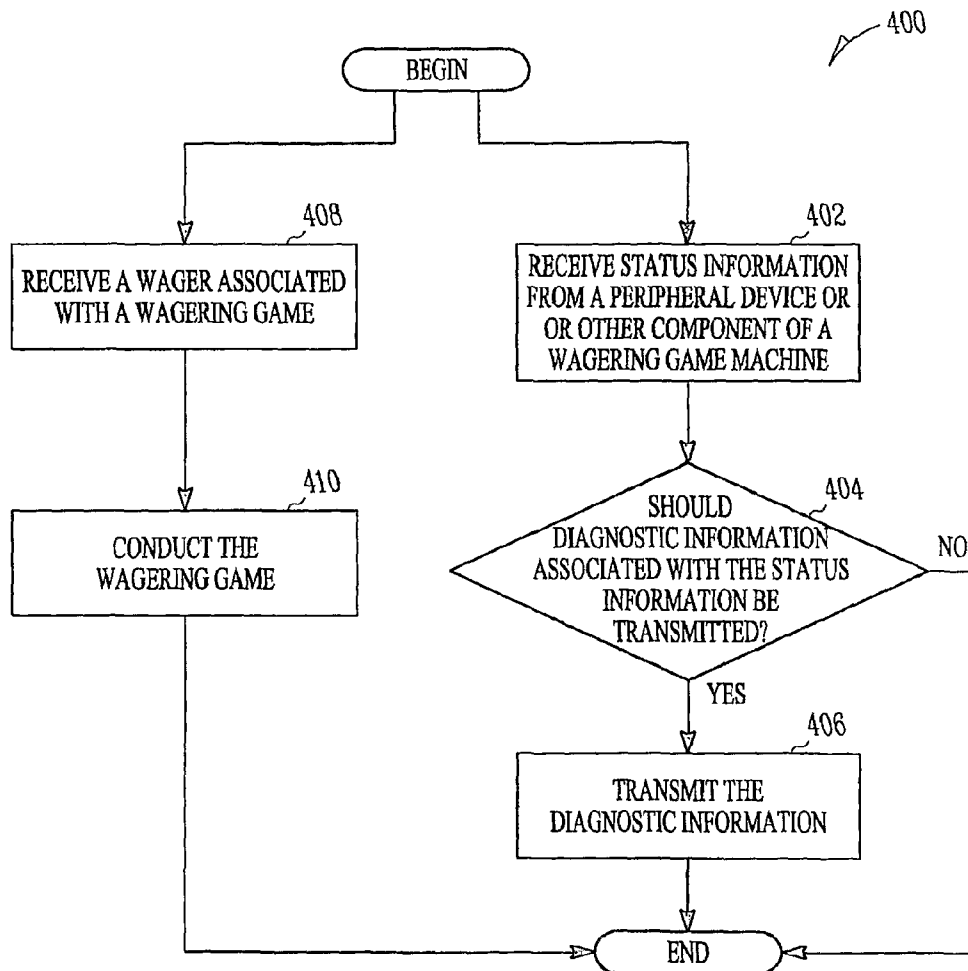 400
BEGIN
408
RECEIVE A WAGER ASSOCIATED
WITH A WAGERING GAME
402
RECEIVE STATUS INFORMATION
FROM A PERIPHERAL DEVICE OR
OR OTHER COMPONENT OF A
WAGERING GAME MACHINE
410
CONDUCT THE
WAGERING GAME
404
SHOULD
DIAGNOSTIC INFORMATION
ASSOCIATED WITH THE STATUS
INFORMATION BE
TRANSMITTED?
NO
YES
406
TRANSMIT THE
DIAGNOSTIC INFORMATION
END